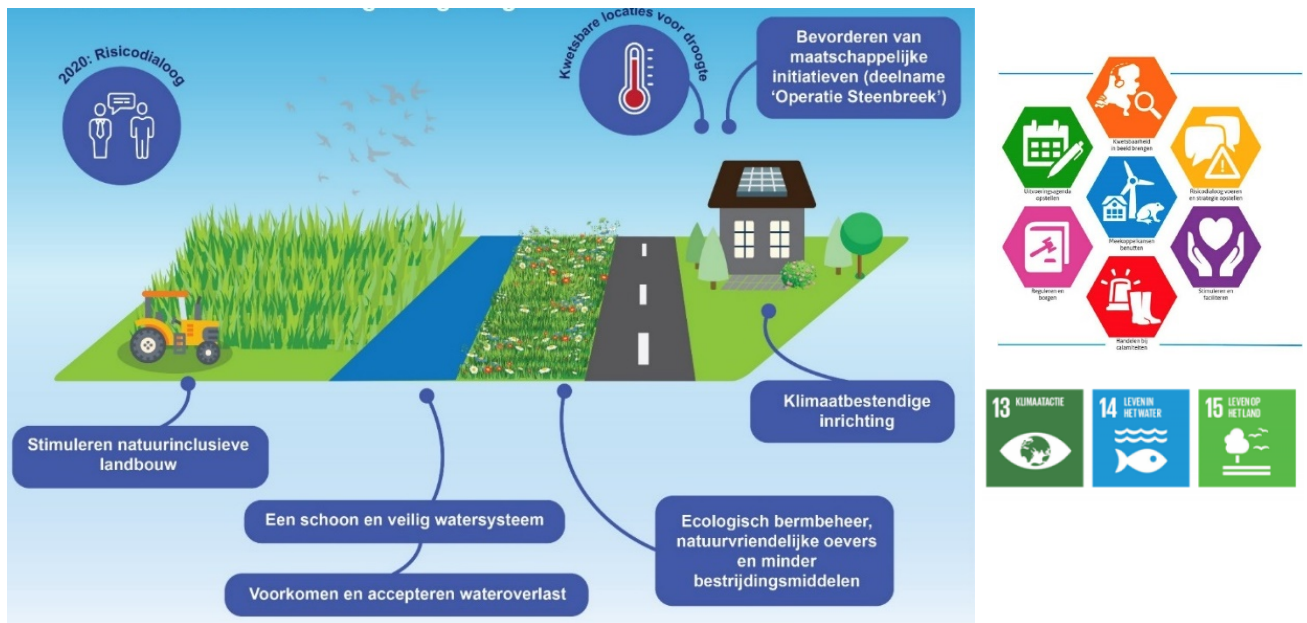 2020: Risicodialoog
Kwetsbare locaties voor droogte
Bevorderen van
maatschappelijke
initiatieven (deelname
‘Operatie Steenbreek’)
Klimaatbestendige
inrichting
Stimuleren natuurinclusieve
landbouw
Een schoon en veilig watersysteem
Voorkomen en accepteren wateroverlast
Ecologisch bermbeheer,
natuurvriendelijke oevers
en minder
bestrijdingsmiddelen
Kwetsbaarheid
in beeld brengen
Uitvoeringsagenda
opstellen
Risicodialoog voeren
en strategie opstellen
Meekoppelkansen
benutten
Reguleren en
borgen
Stimuleren en
faciliteren
Handelen bij
calamiteiten
13 KLIMAATACTIE
14 LEVEN IN
HET WATER
15 LEVEN OP
HET LAND